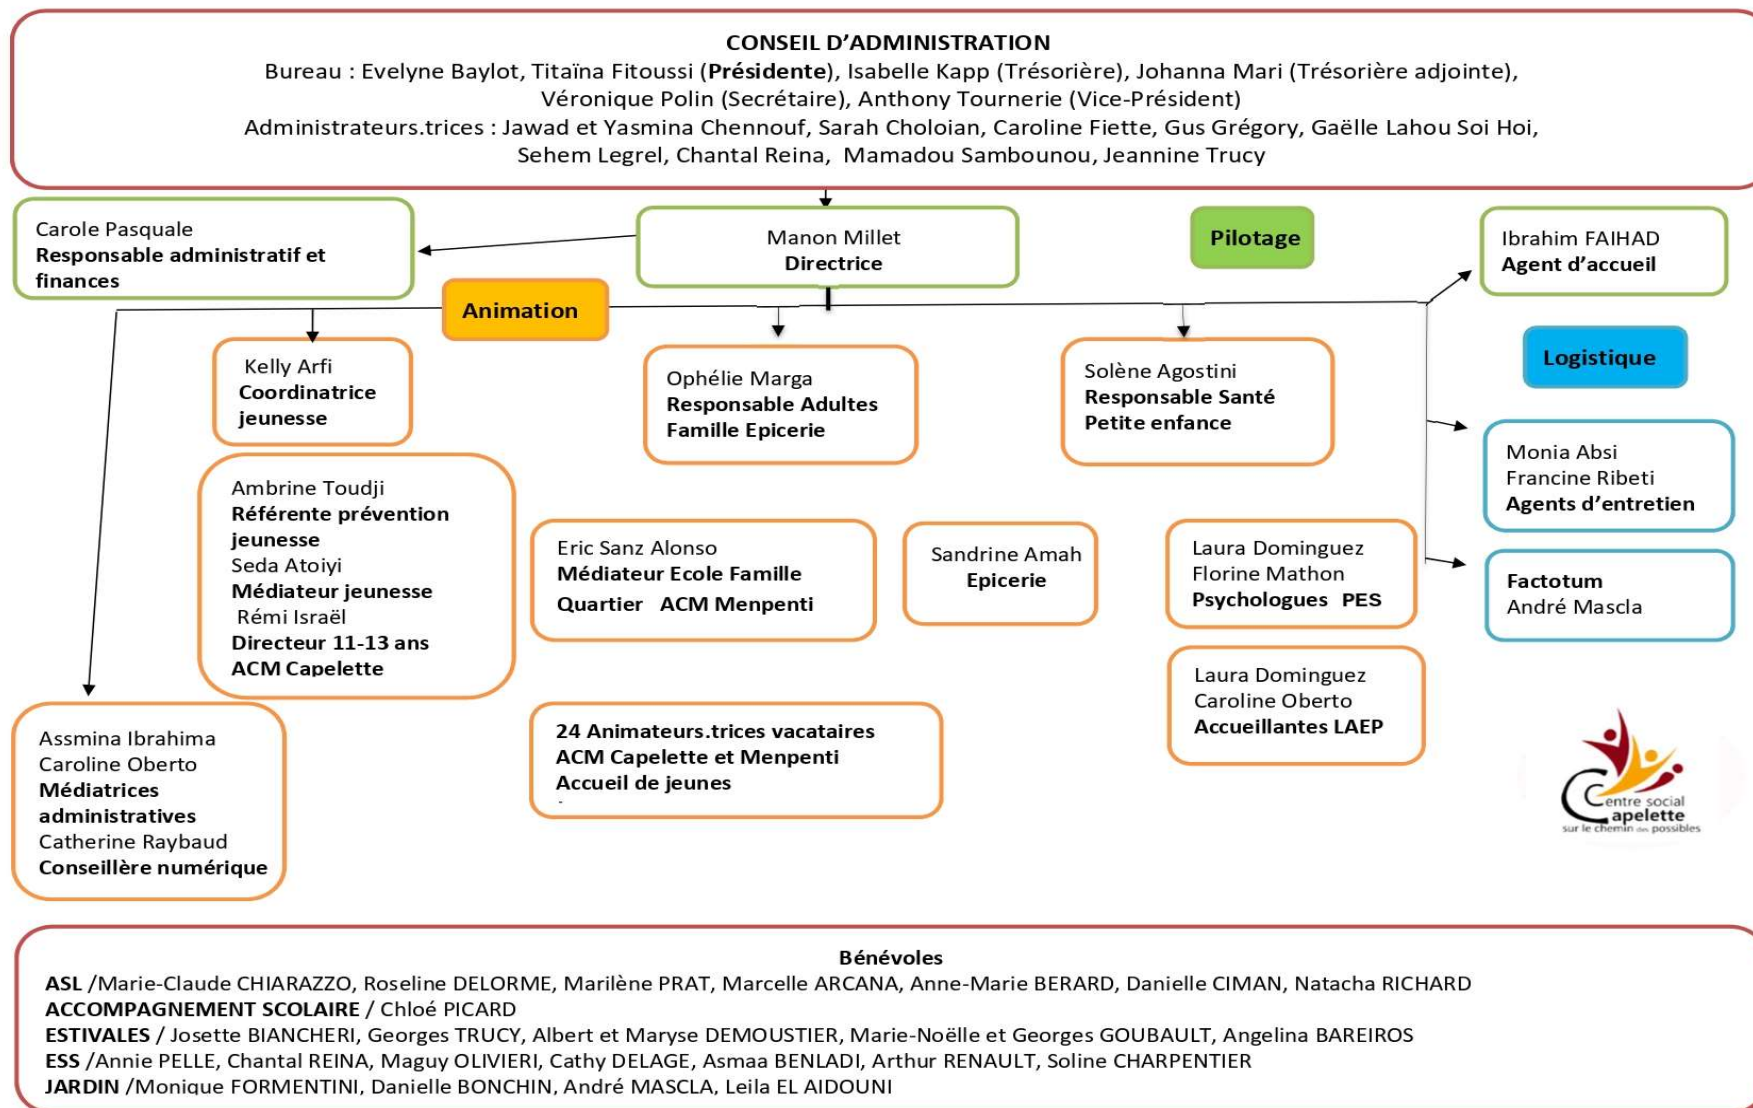 CONSEIL D'ADMINISTRATION
Bureau : Evelyne Baylot, Titaïna Fitoussi (Présidente), Isabelle Kapp (Trésorière), Johanna Mari (Trésorière adjointe),
Véronique Polin (Secrétaire), Anthony Tournerie (Vice-Président)
Administrateurs.trices : Jawad et Yasmina Chennouf, Sarah Choloian, Caroline Fiette, Gus Grégory, Gaëlle Lahou Soi Hoi,
Sehem Legrel, Chantal Reina, Mamadou Sambounou, Jeannine Trucy
Carole Pasquale
Responsable administratif et
finances
Manon Millet
Directrice
Pilotage
Ibrahim FAIHAD
Agent d'accueil
Animation
Logistique
Kelly Arfi
Coordinatrice
jeunesse
Ophélie Marga
Responsable Adultes
Famille Epicerie
Solène Agostini
Responsable Santé
Petite enfance
Monia Absi
Francine Ribeti
Agents d'entretien
Ambrine Toudji
Référente prévention
jeunesse
Seda Atoiyi
Médiateur jeunesse
Rémi Israël
Directeur 11-13 ans
ACM Capelette
Eric Sanz Alonso
Médiateur Ecole Famille
Quartier ACM Menpenti
Sandrine Amah
Epicerie
Laura Dominguez
Florine Mathon
Psychologues PES
Factotum
André Mascla
Laura Dominguez
Caroline Oberto
Accueillantes LAEP
Assmina Ibrahima
Caroline Oberto
Médiatrices
administratives
Catherine Raybaud
Conseillère numérique
24 Animateurs.trices vacataires
ACM Capelette et Menpenti
Accueil de jeunes
Centre social
Capelette
sur le chemin des possibles
Bénévoles
ASL /Marie-Claude CHIARAZZO, Roseline DELORME, Marilène PRAT, Marcelle ARCANA, Anne-Marie BERARD, Danielle CIMAN, Natacha RICHARD
ACCOMPAGNEMENT SCOLAIRE / Chloé PICARD
ESTIVALES / Josette BIANCHERI, Georges TRUCY, Albert et Maryse DEMOUSTIER, Marie-Noëlle et Georges GOUBAULT, Angelina BAREIROS
ESS /Annie PELLE, Chantal REINA, Maguy OLIVIERI, Cathy DELAGE, Asmaa BENLADI, Arthur RENAULT, Soline CHARPENTIER
JARDIN /Monique FORMENTINI, Danielle BONCHIN, André MASCLA, Leila EL AIDOUNI